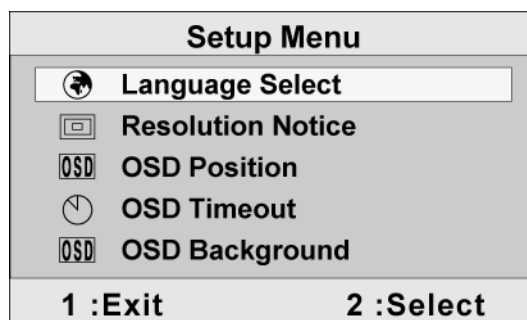 Setup Menu
Language Select
Resolution Notice
OSD OSD Position
OSD Timeout
OSD OSD Background
1 :Exit 2 :Select